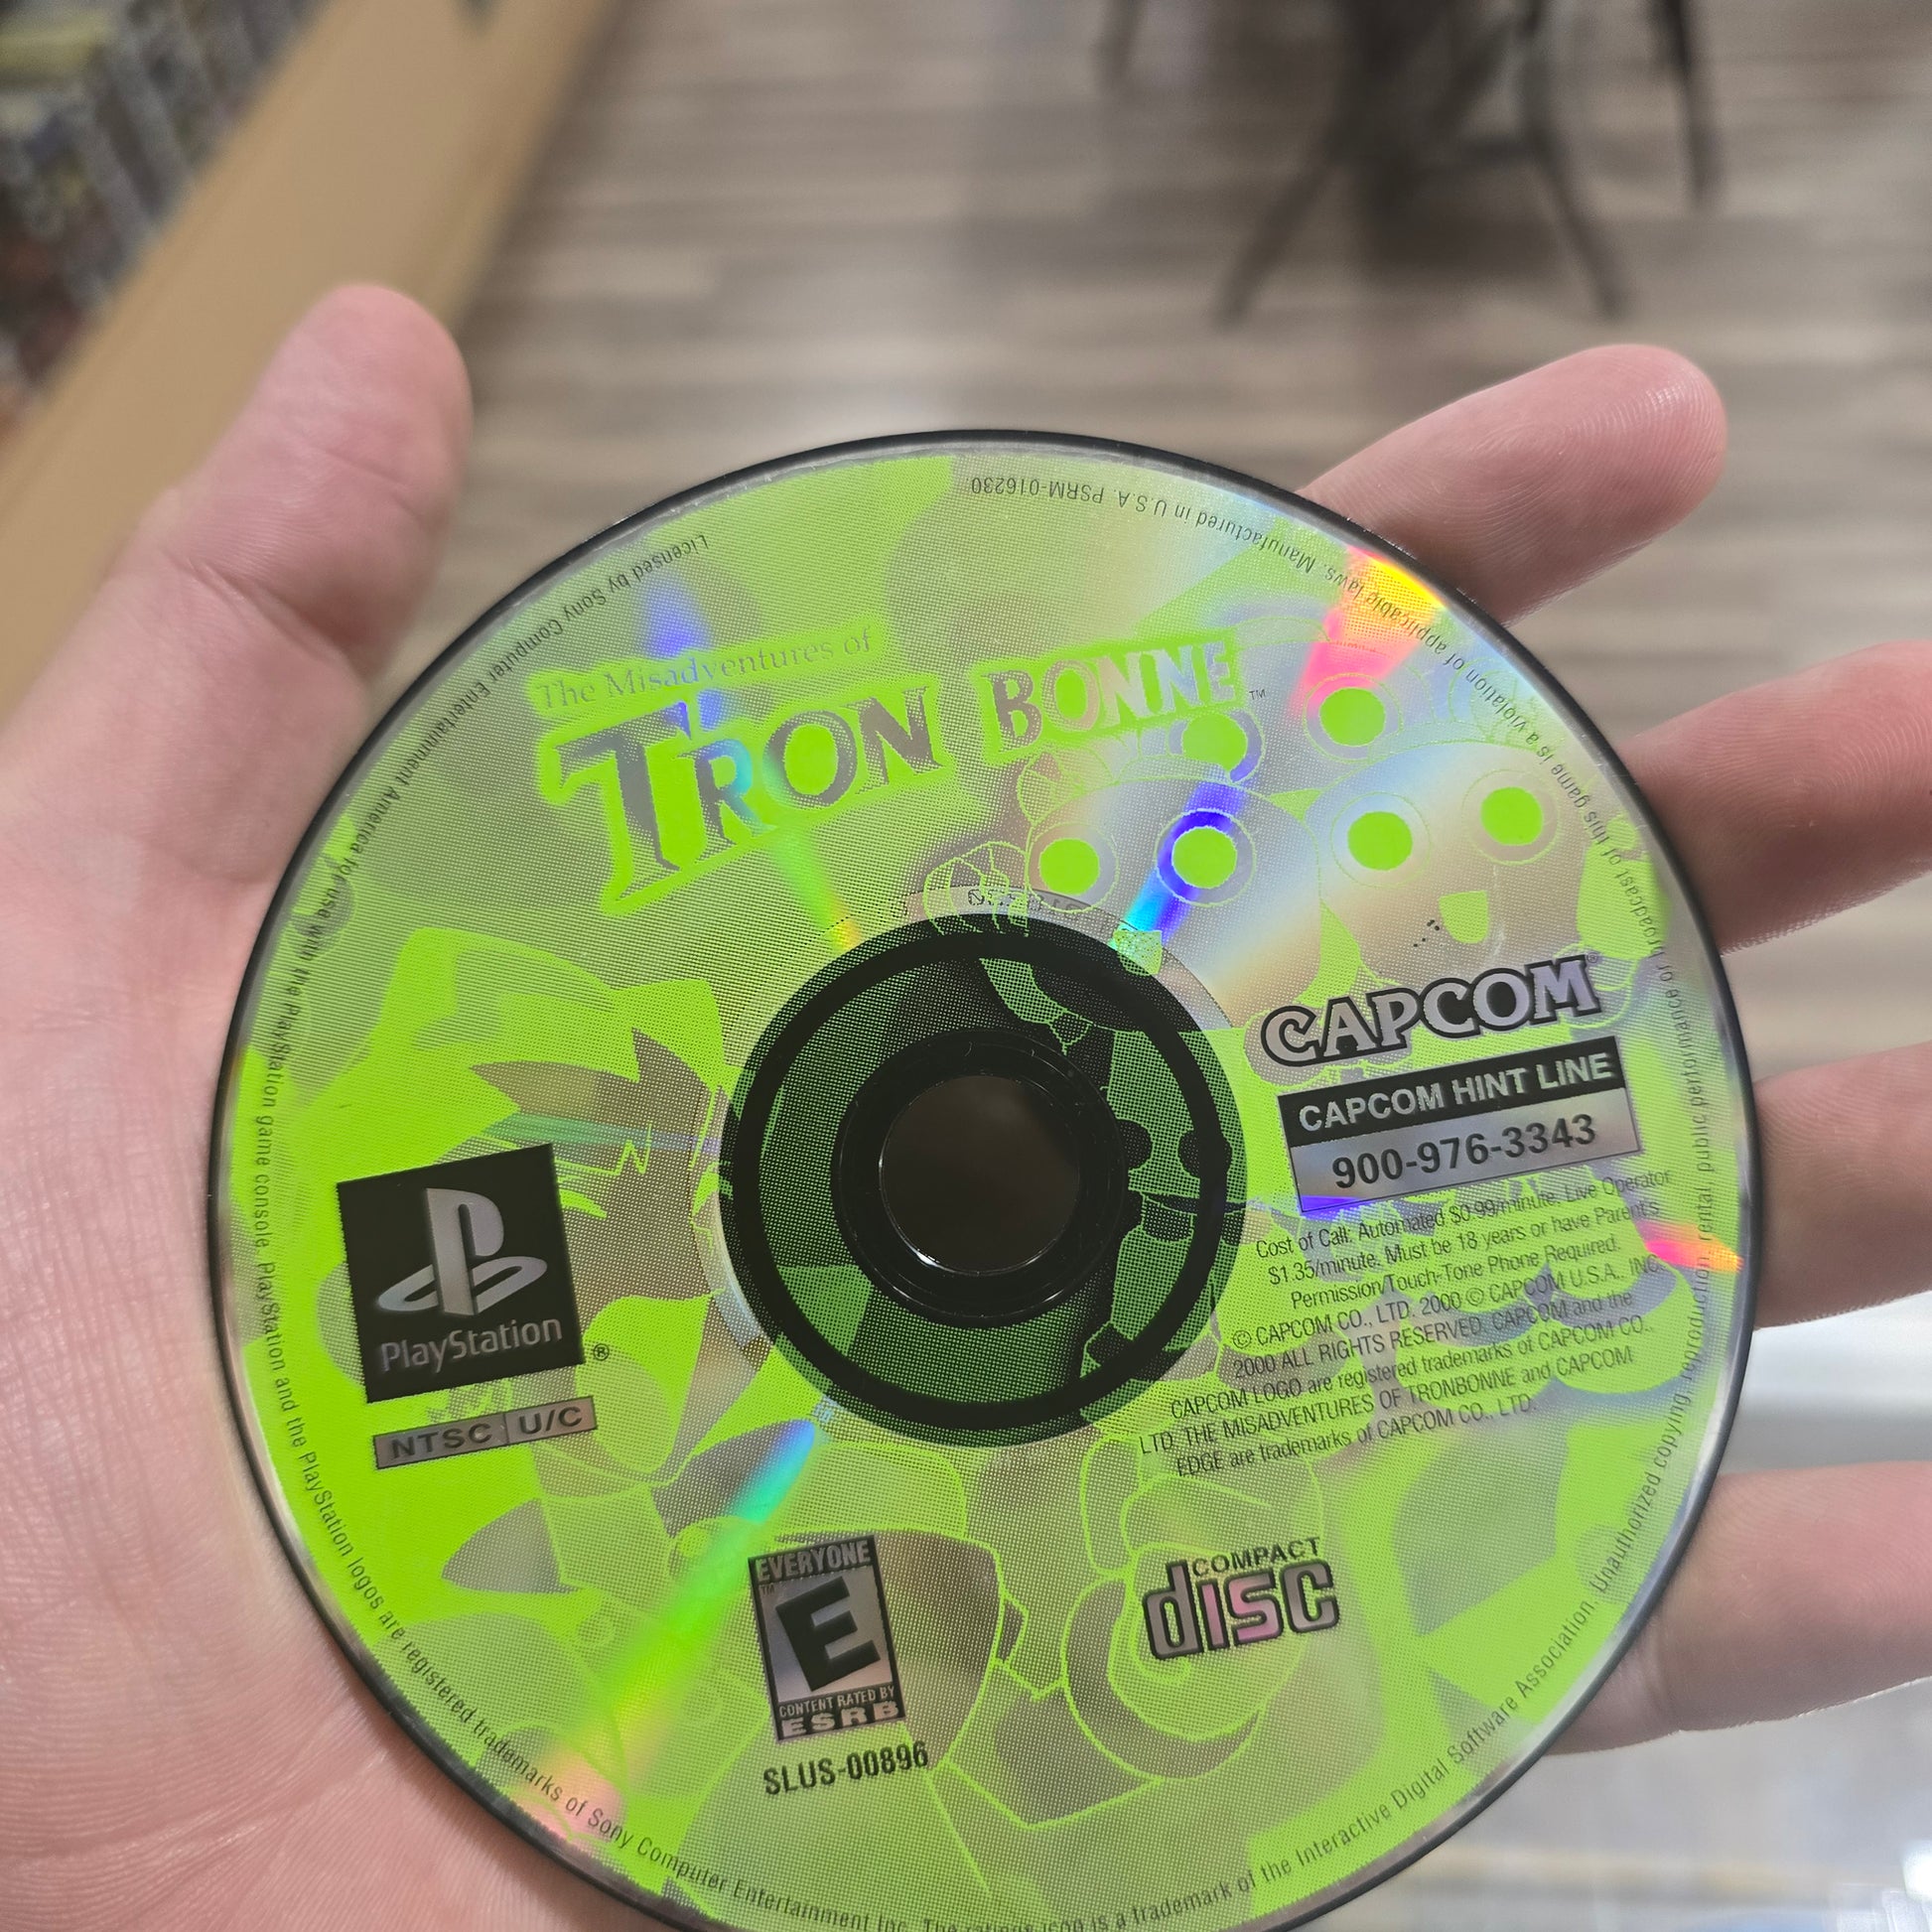 The Misadventures of
TRON BONNE™
CAPCOM®
CAPCOM HINT LINE
900-976-3343
Cost of Call: Automated $0.99/minute. Live Operator
$1.35/minute. Must be 18 years or have Parent's
Permission/Touch-Tone Phone Required.
© CAPCOM CO., LTD. 2000 © CAPCOM U.S.A., INC.
2000 ALL RIGHTS RESERVED. CAPCOM and the
CAPCOM LOGO are registered trademarks of CAPCOM CO.,
LTD. THE MISADVENTURES OF TRONBONNE and CAPCOM
EDGE are trademarks of CAPCOM CO., LTD.
PlayStation®
NTSC U/C
EVERYONE
E
CONTENT RATED BY
ESRB
SLUS-00896
COMPACT
disc
Licensed by Sony Computer Entertainment America for use with the PlayStation game console. PlayStation and the PlayStation logos are registered trademarks of Sony Computer Entertainment Inc. The ratings icon is a trademark of the Interactive Digital Software Association. Unauthorized copying, reproduction, rental, public performance or broadcast of this game is a violation of applicable laws. Manufactured in U.S.A. PSRM-016230